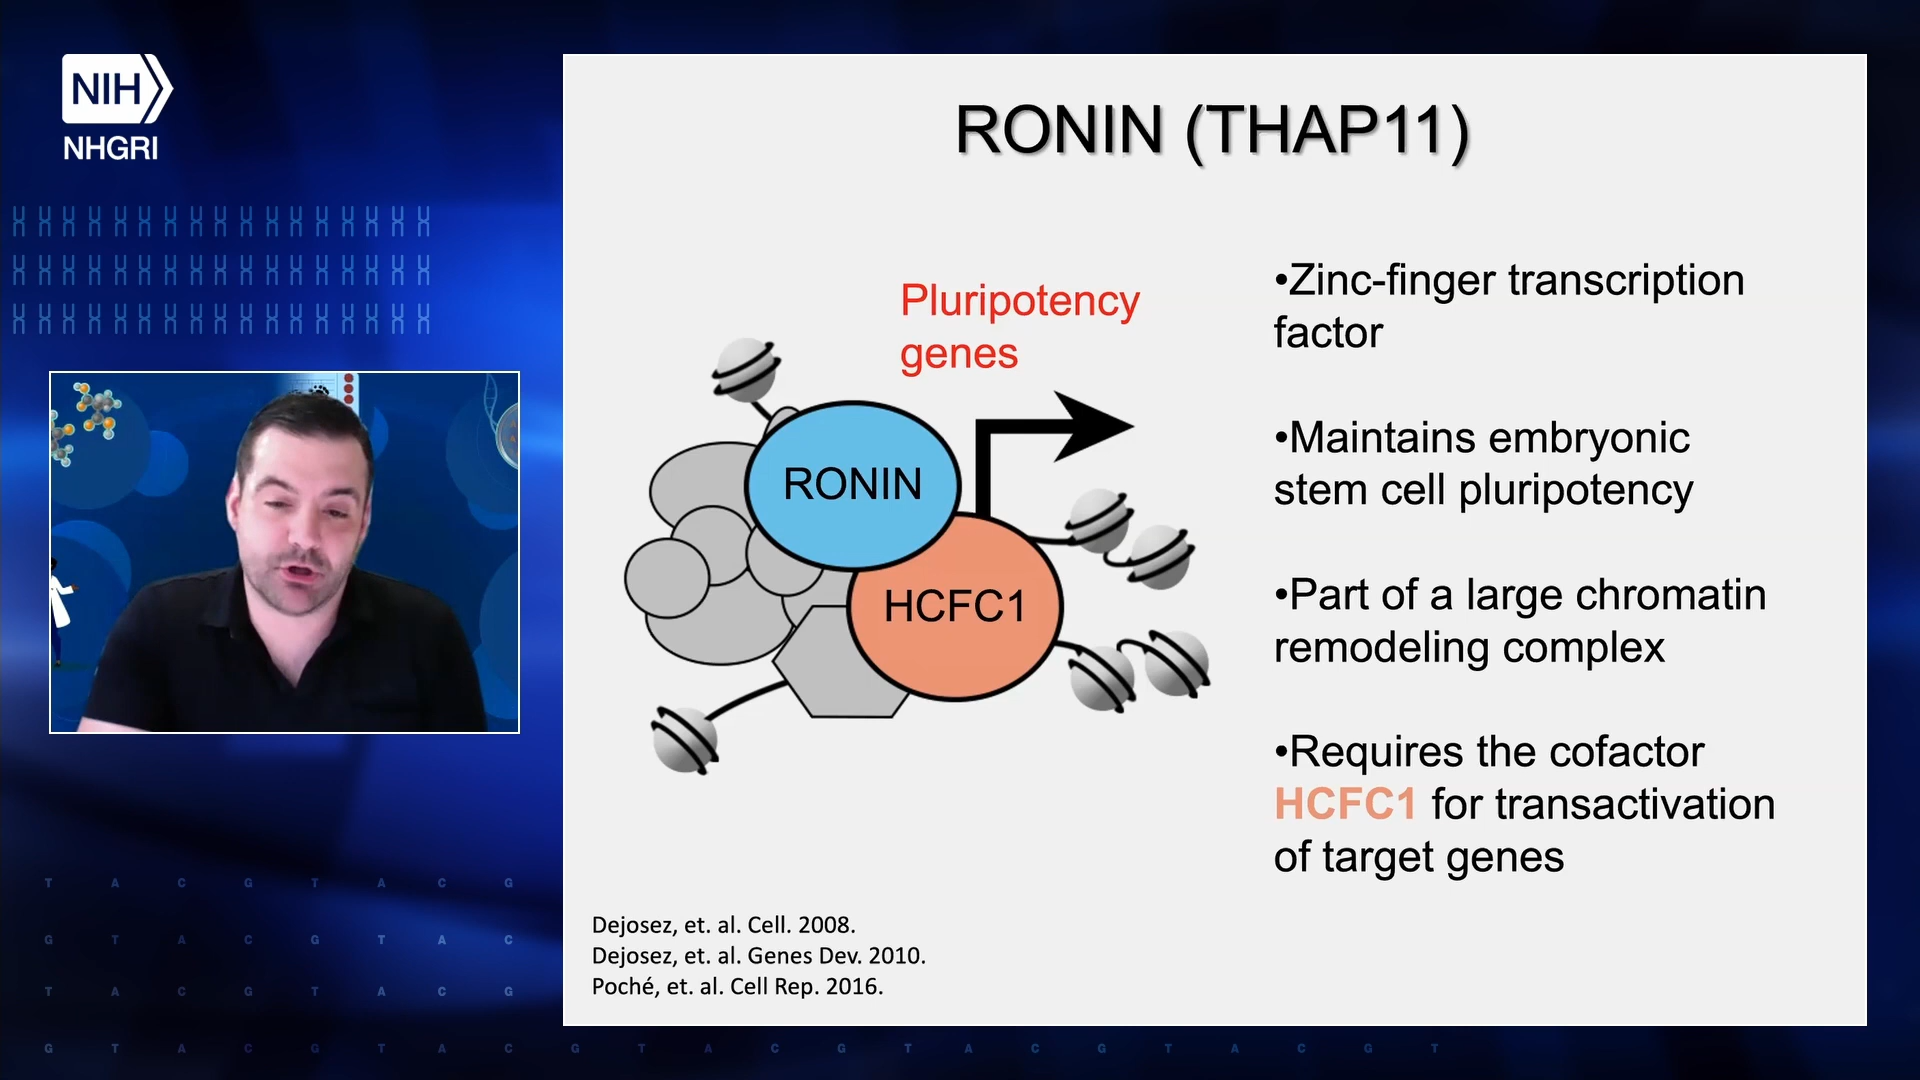 NIH
NHGRI
RONIN (THAP11)
Pluripotency
genes
RONIN
HCFC1
•Zinc-finger transcription
factor
•Maintains embryonic
stem cell pluripotency
•Part of a large chromatin
remodeling complex
•Requires the cofactor
HCFC1 for transactivation
of target genes
Dejosez, et. al. Cell. 2008.
Dejosez, et. al. Genes Dev. 2010.
Poché, et. al. Cell Rep. 2016.
T A C G T A C G
G T A C G T A C
T A C G T A C G
G T A C G T A C G T A C G T A C G T A C G T